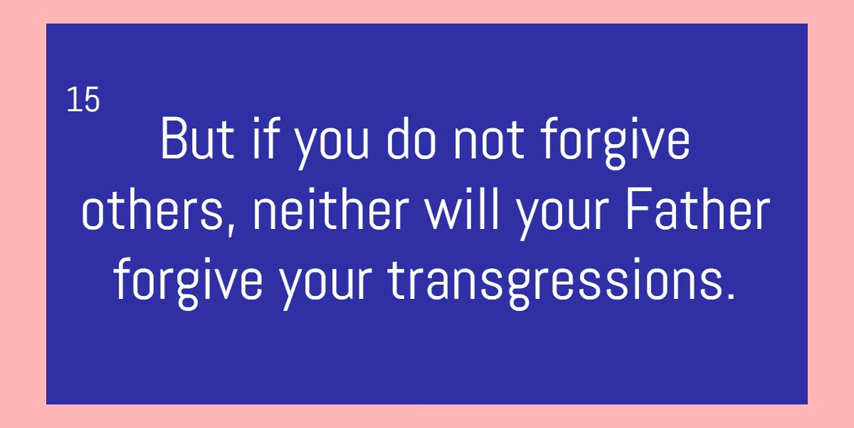 15
But if you do not forgive
others, neither will your Father
forgive your transgressions.